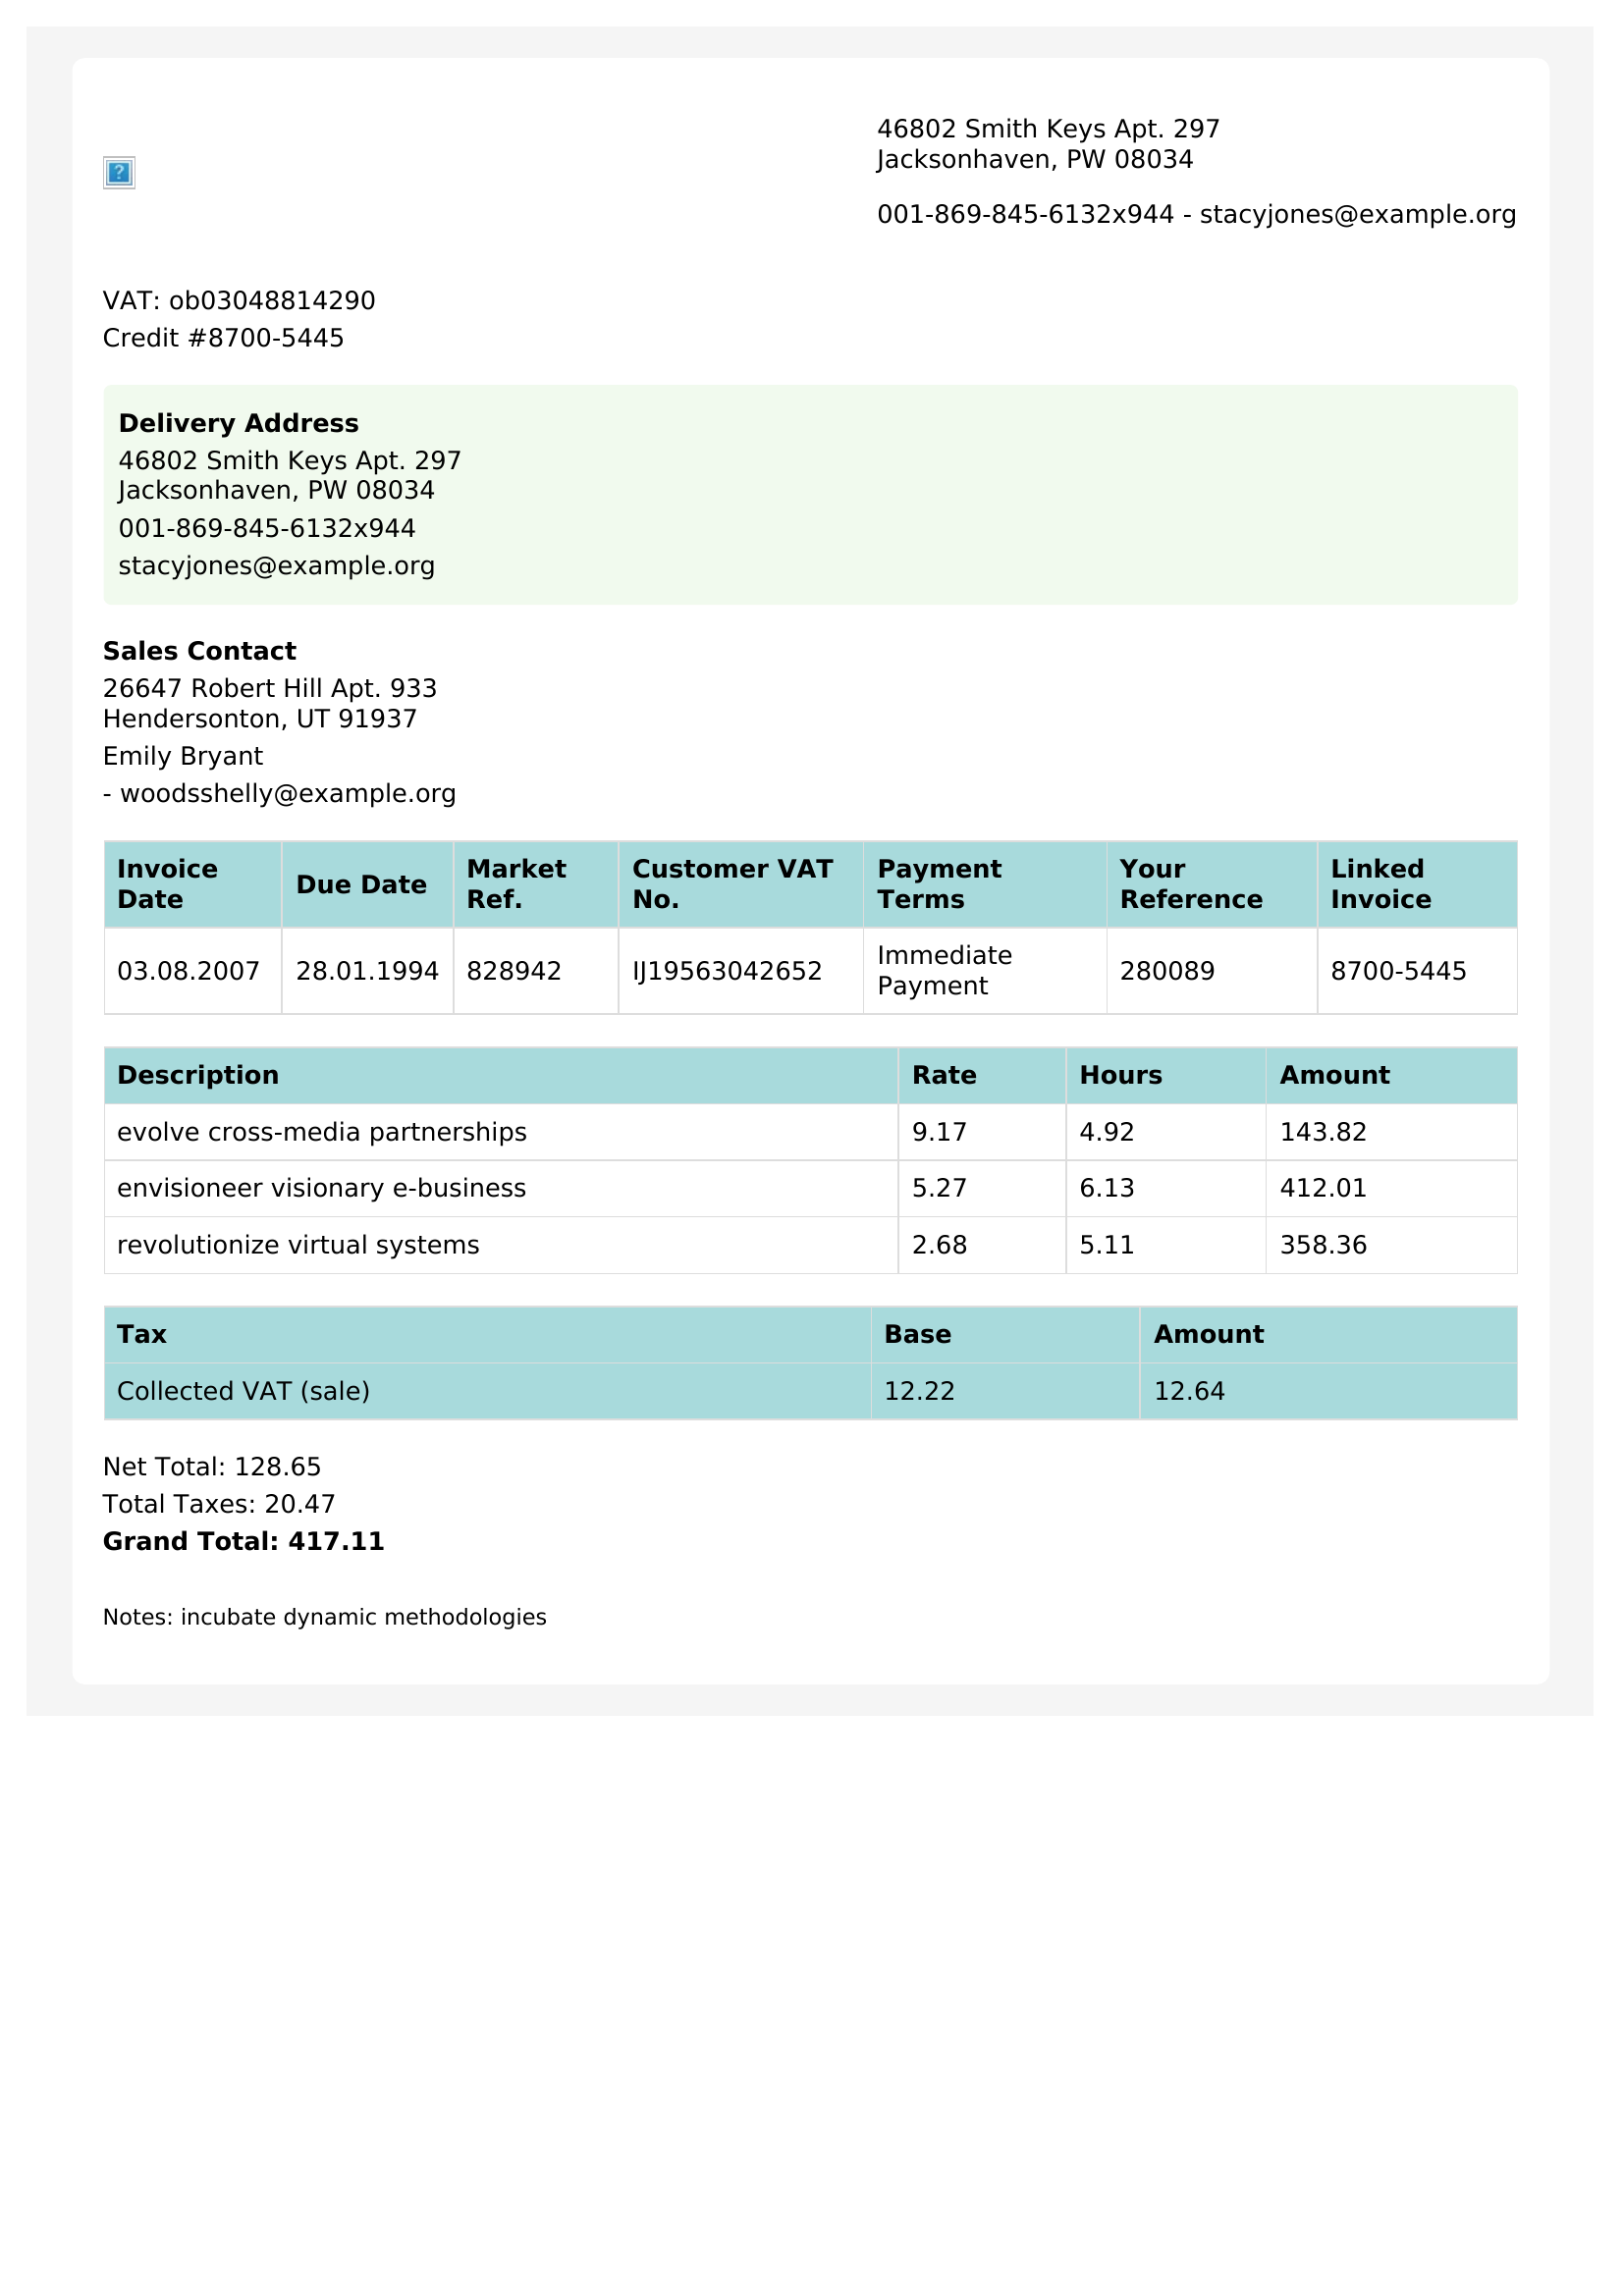 46802 Smith Keys Apt. 297
Jacksonhaven, PW 08034
001-869-845-6132x944 - stacyjones@example.org
VAT: ob03048814290
Credit #8700-5445
Delivery Address
46802 Smith Keys Apt. 297
Jacksonhaven, PW 08034
001-869-845-6132x944
stacyjones@example.org
Sales Contact
26647 Robert Hill Apt. 933
Hendersonton, UT 91937
Emily Bryant
- woodsshelly@example.org
Invoice Date Due Date Market Ref. Customer VAT No. Payment Terms Your Reference Linked Invoice
03.08.2007 28.01.1994 828942 IJ19563042652 Immediate Payment 280089 8700-5445
Description Rate Hours Amount
evolve cross-media partnerships 9.17 4.92 143.82
envisioneer visionary e-business 5.27 6.13 412.01
revolutionize virtual systems 2.68 5.11 358.36
Tax Base Amount
Collected VAT (sale) 12.22 12.64
Net Total: 128.65
Total Taxes: 20.47
Grand Total: 417.11
Notes: incubate dynamic methodologies